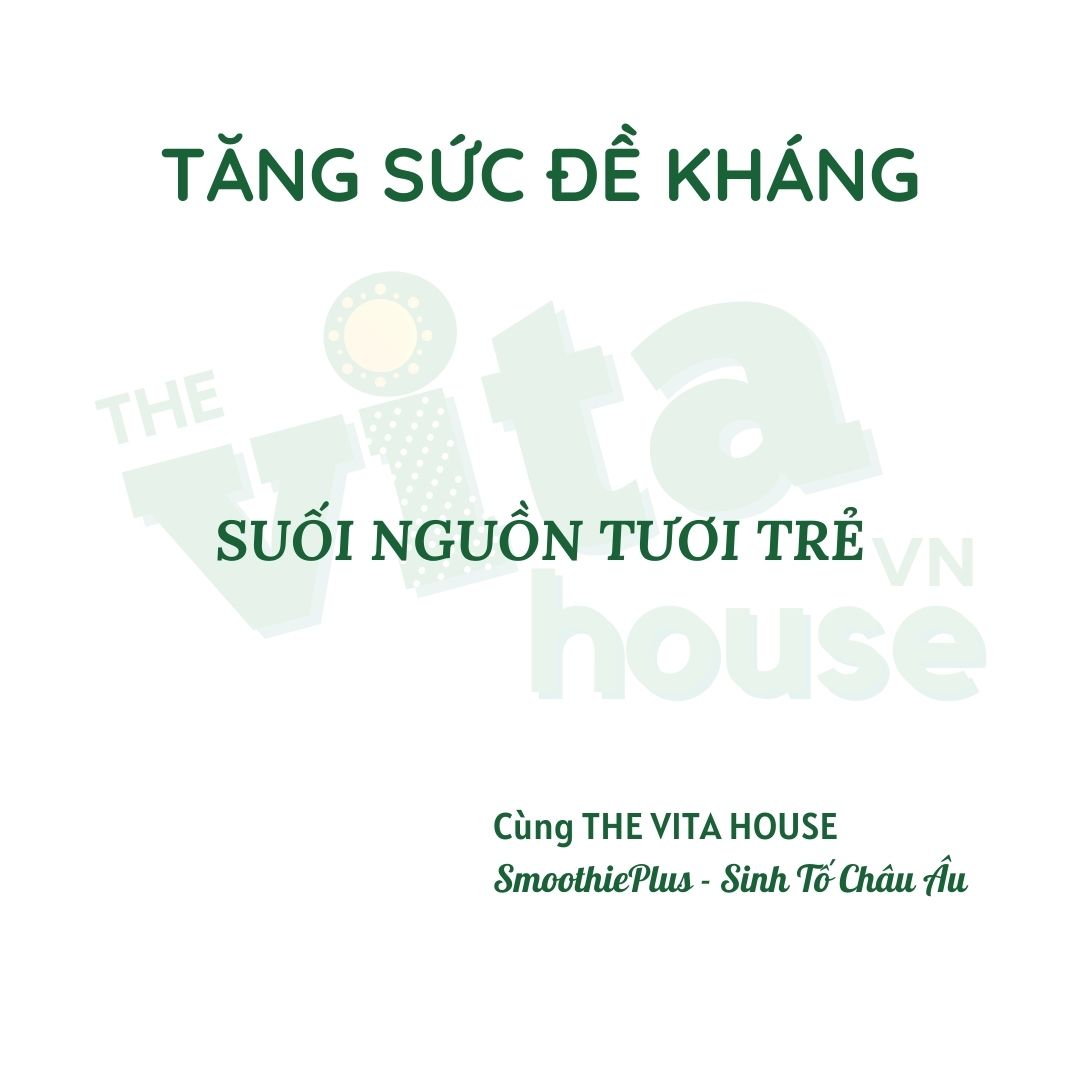 TĂNG SỨC ĐỀ KHÁNG
THE
vita
SUỐI NGUỒN TƯƠI TRẺ
VN
house
Cùng THE VITA HOUSE
SmoothiePlus - Sinh Tố Châu Âu